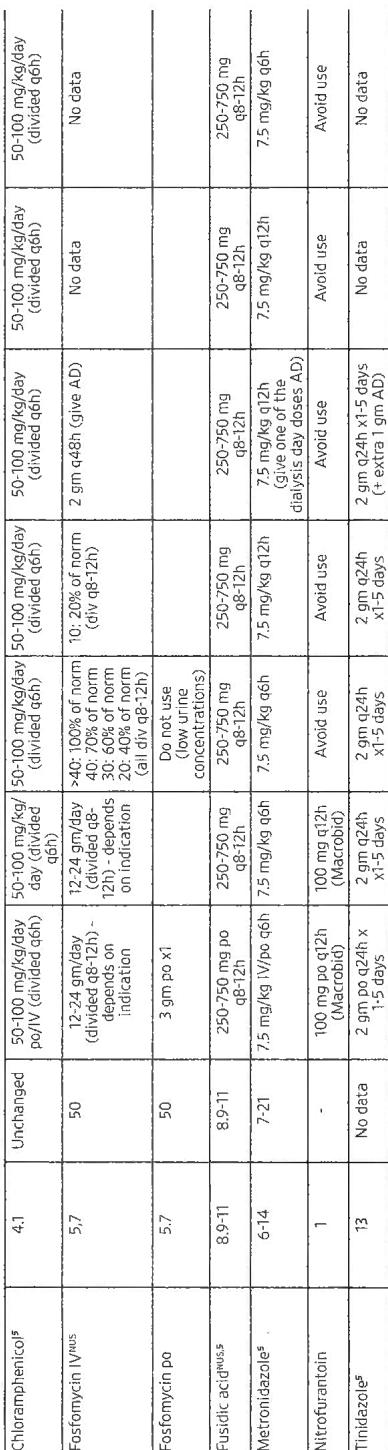 Chloramphenicol⁵
4.1
Unchanged
50-100 mg/kg/day
po/IV (divided q6h)
50-100 mg/kg/
day (divided
q6h)
50-100 mg/kg/day
(divided q6h)
50-100 mg/kg/day
(divided q6h)
50-100 mg/kg/day
(divided q6h)
50-100 mg/kg/day
(divided q6h)
50-100 mg/kg/day
(divided q6h)
Fosfomycin IV^NUS
5,7
50
12-24 gm/day
(divided q8-12h) -
depends on
indication
12-24 gm/day
(divided q8-
12h) - depends
on indication
>40: 100% of norm
40: 70% of norm
30: 60% of norm
20: 40% of norm
(all div q8-12h)
10: 20% of norm
(div q8-12h)
2 gm q48h (give AD)
No data
No data
Fosfomycin po
5.7
50
3 gm po x1
Do not use
(low urine
concentrations)
Fusidic acid^NUS,5
8.9-11
8.9-11
250-750 mg po
q8-12h
250-750 mg
q8-12h
250-750 mg
q8-12h
250-750 mg
q8-12h
250-750 mg
q8-12h
250-750 mg
q8-12h
250-750 mg
q8-12h
Metronidazole⁵
6-14
7-21
7.5 mg/kg IV/po q6h
7.5 mg/kg q6h
7.5 mg/kg q6h
7.5 mg/kg q12h
7.5 mg/kg q12h
(give one of the
dialysis day doses AD)
7.5 mg/kg q12h
7.5 mg/kg q6h
Nitrofurantoin
1
-
100 mg po q12h
(Macrobid)
100 mg q12h
(Macrobid)
Avoid use
Avoid use
Avoid use
Avoid use
Avoid use
Tinidazole⁵
13
No data
2 gm po q24h x
1-5 days
2 gm q24h
x1-5 days
2 gm q24h
x1-5 days
2 gm q24h
x1-5 days
2 gm q24h x1-5 days
(+ extra 1 gm AD)
No data
No data